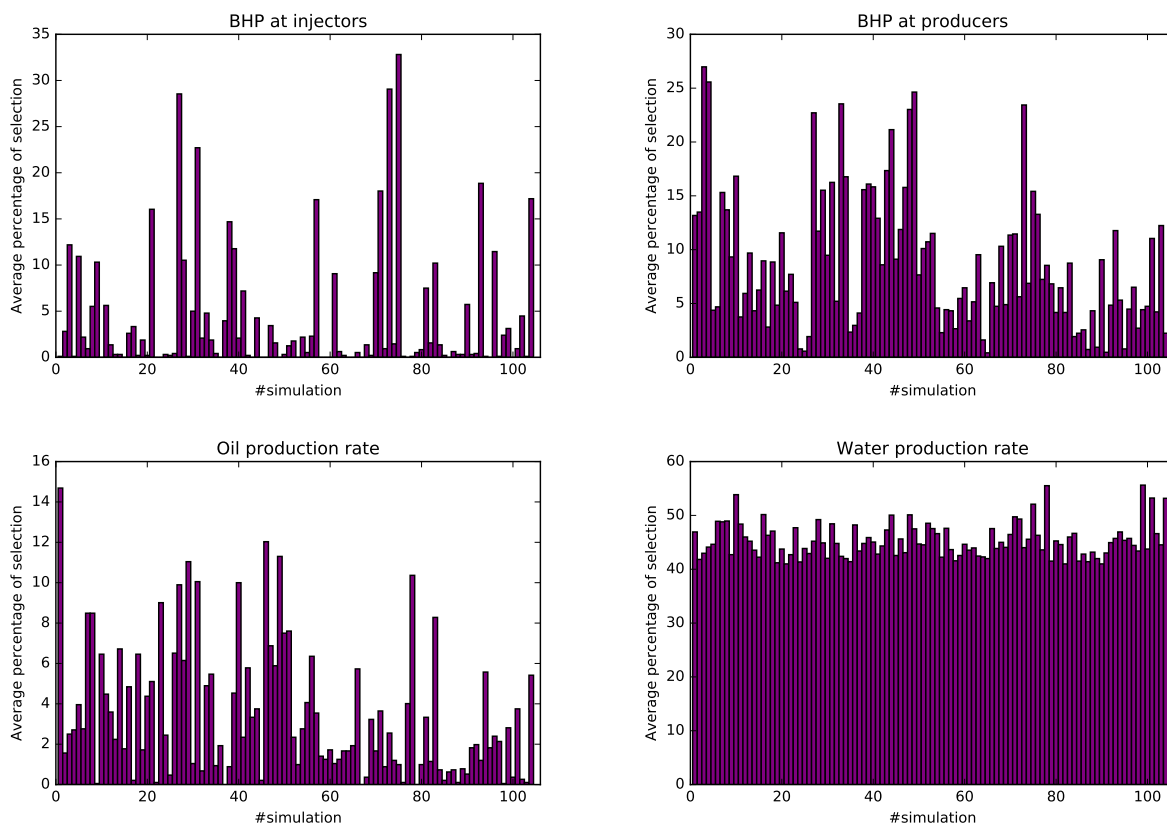 BHP at injectors
35
30
25
20
15
10
5
0
Average percentage of selection
0 20 40 60 80 100
#simulation
BHP at producers
30
25
20
15
10
5
0
Average percentage of selection
0 20 40 60 80 100
#simulation
Oil production rate
16
14
12
10
8
6
4
2
0
Average percentage of selection
0 20 40 60 80 100
#simulation
Water production rate
60
50
40
30
20
10
0
Average percentage of selection
0 20 40 60 80 100
#simulation